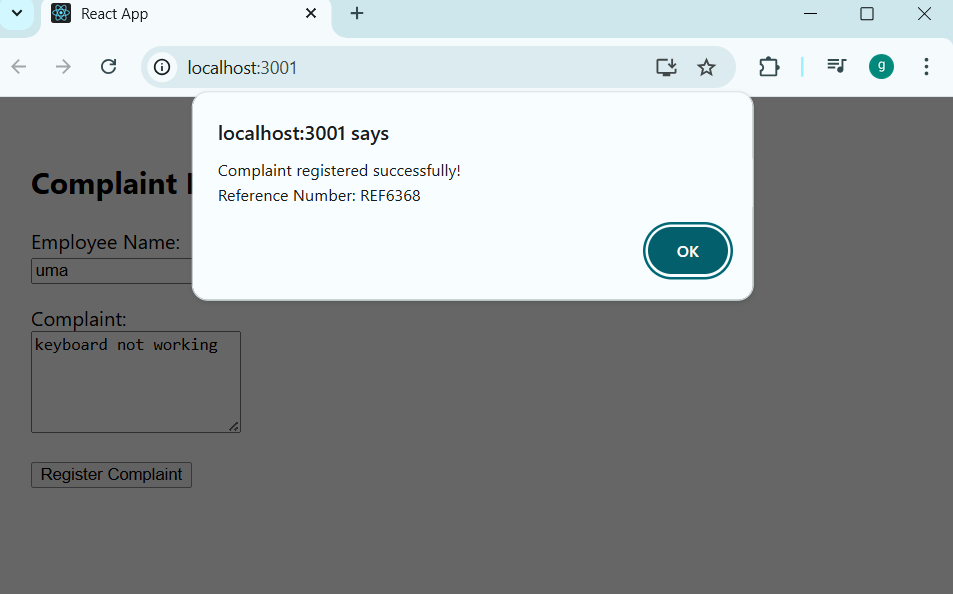 React App
localhost:3001
g
localhost:3001 says
Complaint registered successfully!
Reference Number: REF6368
OK
Complaint
Employee Name:
uma
Complaint:
keyboard not working
Register Complaint